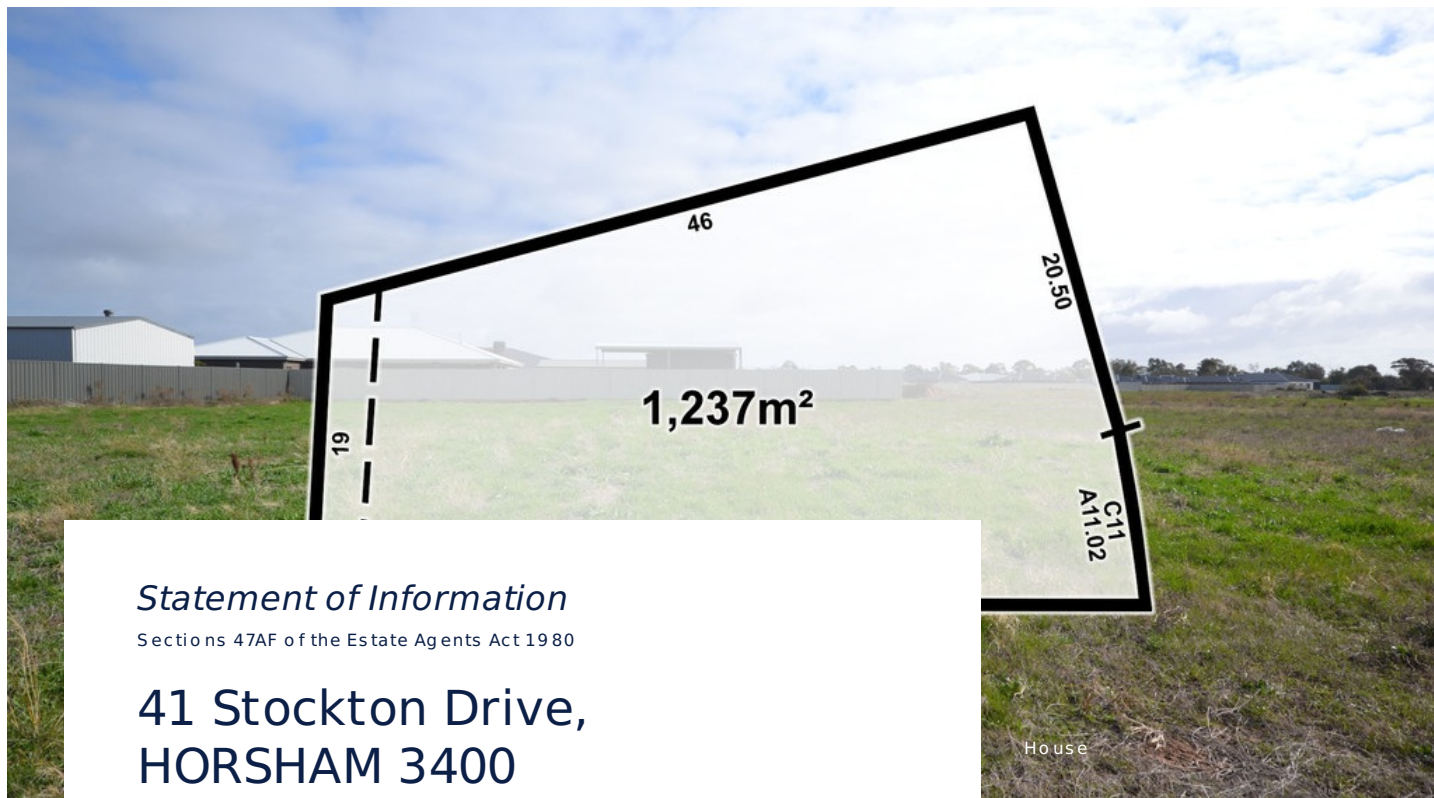 46
20.50
1,237m²
19
C11
A11.02
Statement of Information
Sections 47AF of the Estate Agents Act 1980
41 Stockton Drive,
HORSHAM 3400
House